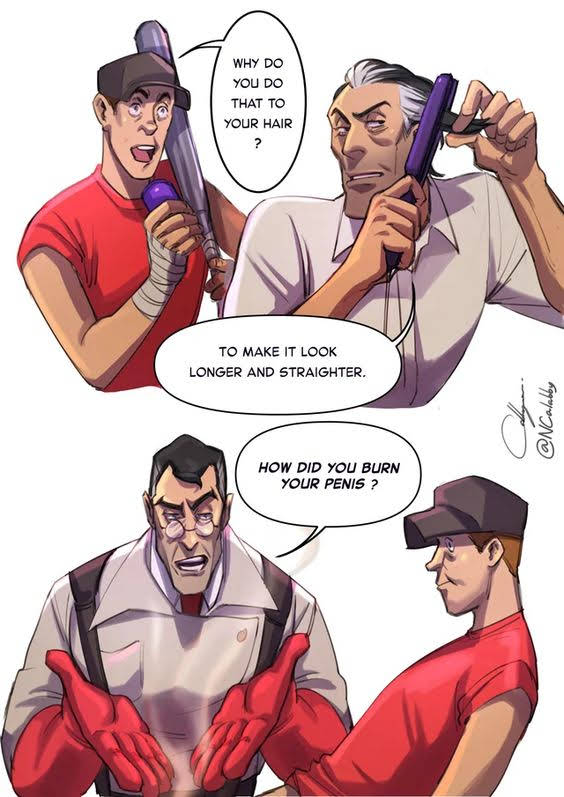 WHY DO
YOU DO
THAT TO
YOUR HAIR
?
TO MAKE IT LOOK
LONGER AND STRAIGHTER.
@NCalabby
HOW DID YOU BURN
YOUR PENIS ?